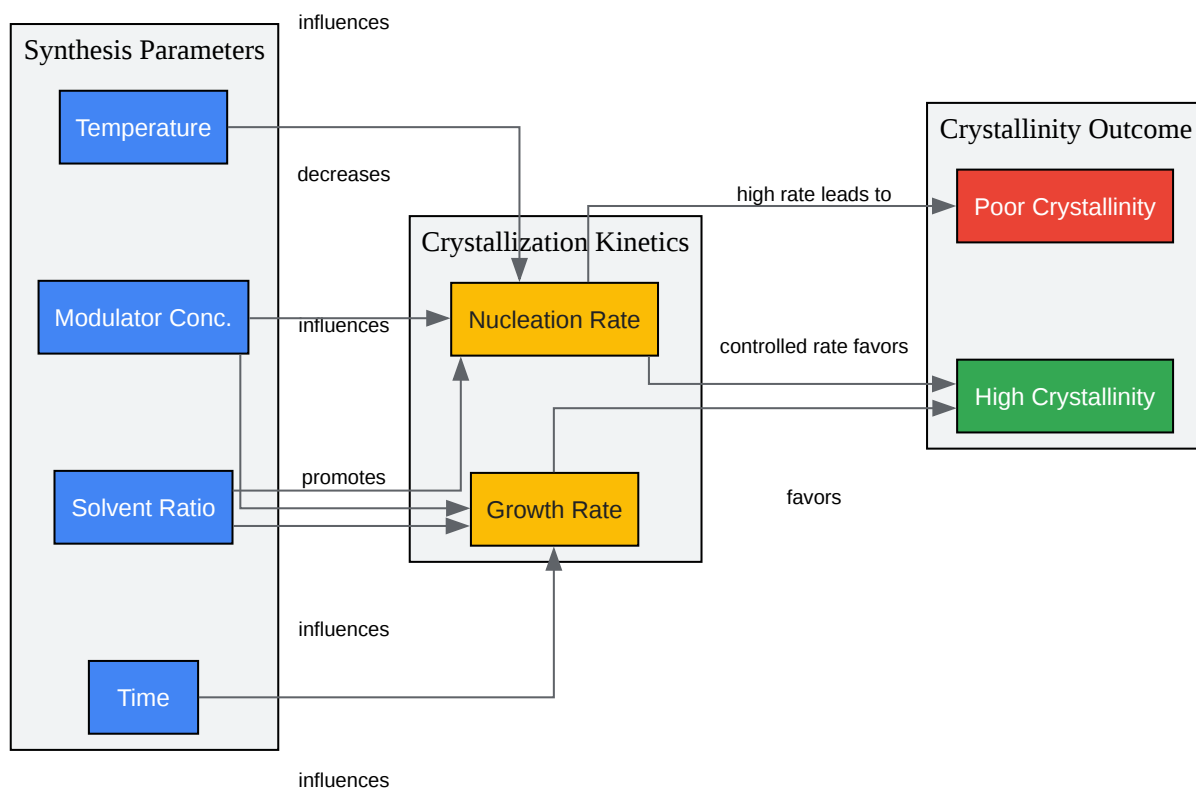 influences
Synthesis Parameters
Temperature
decreases
Modulator Conc.
influences
Solvent Ratio
promotes
influences
Time
influences
Crystallization Kinetics
Nucleation Rate
Growth Rate
high rate leads to
controlled rate favors
favors
Crystallinity Outcome
Poor Crystallinity
High Crystallinity